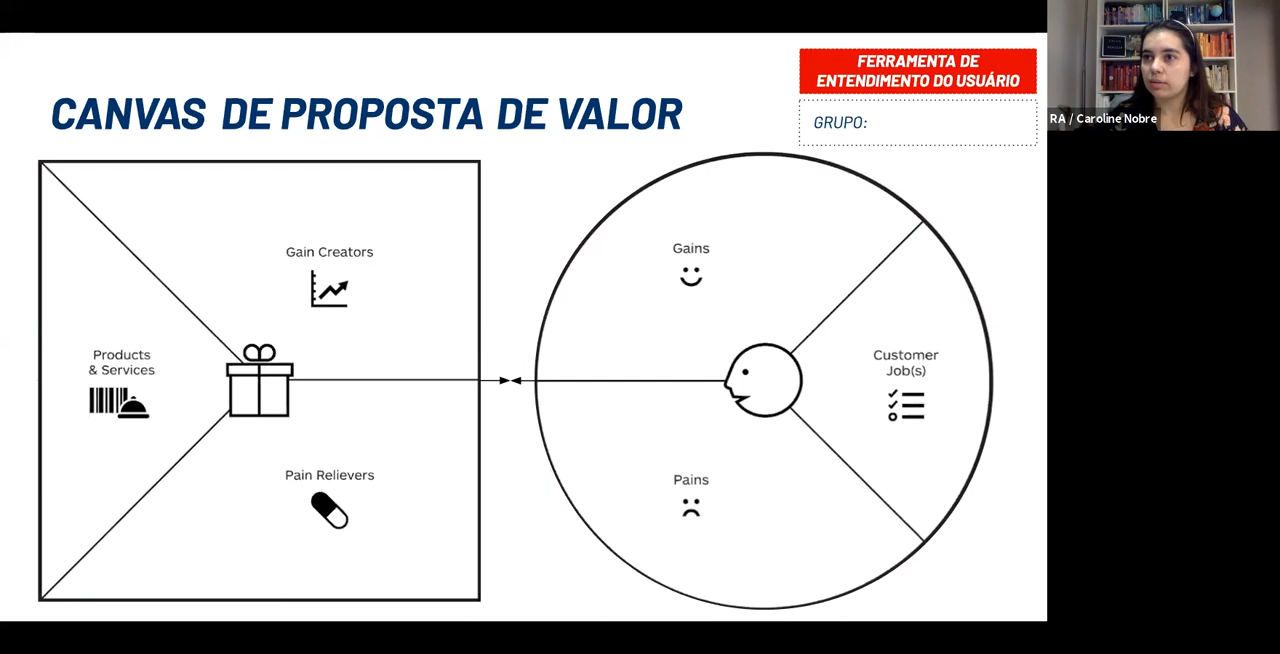 FERRAMENTA DE
ENTENDIMENTO DO USUÁRIO
CANVAS DE PROPOSTA DE VALOR
GRUPO:
RA / Caroline Nobre
Gain Creators
Products
& Services
Pain Relievers
Gains
Customer
Job(s)
Pains